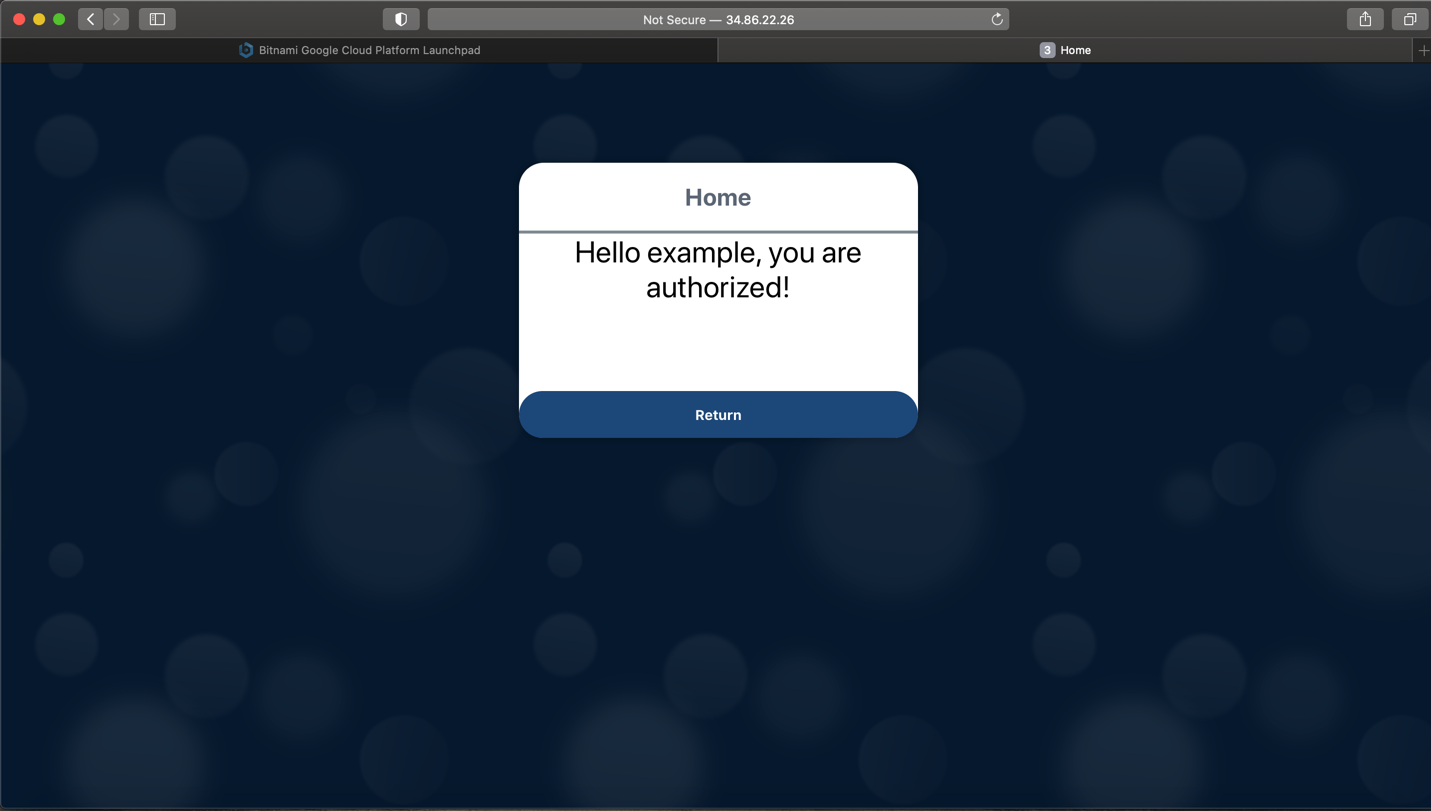 Not Secure — 34.86.22.26
Bitnami Google Cloud Platform Launchpad
3 Home
Home
Hello example, you are
authorized!
Return